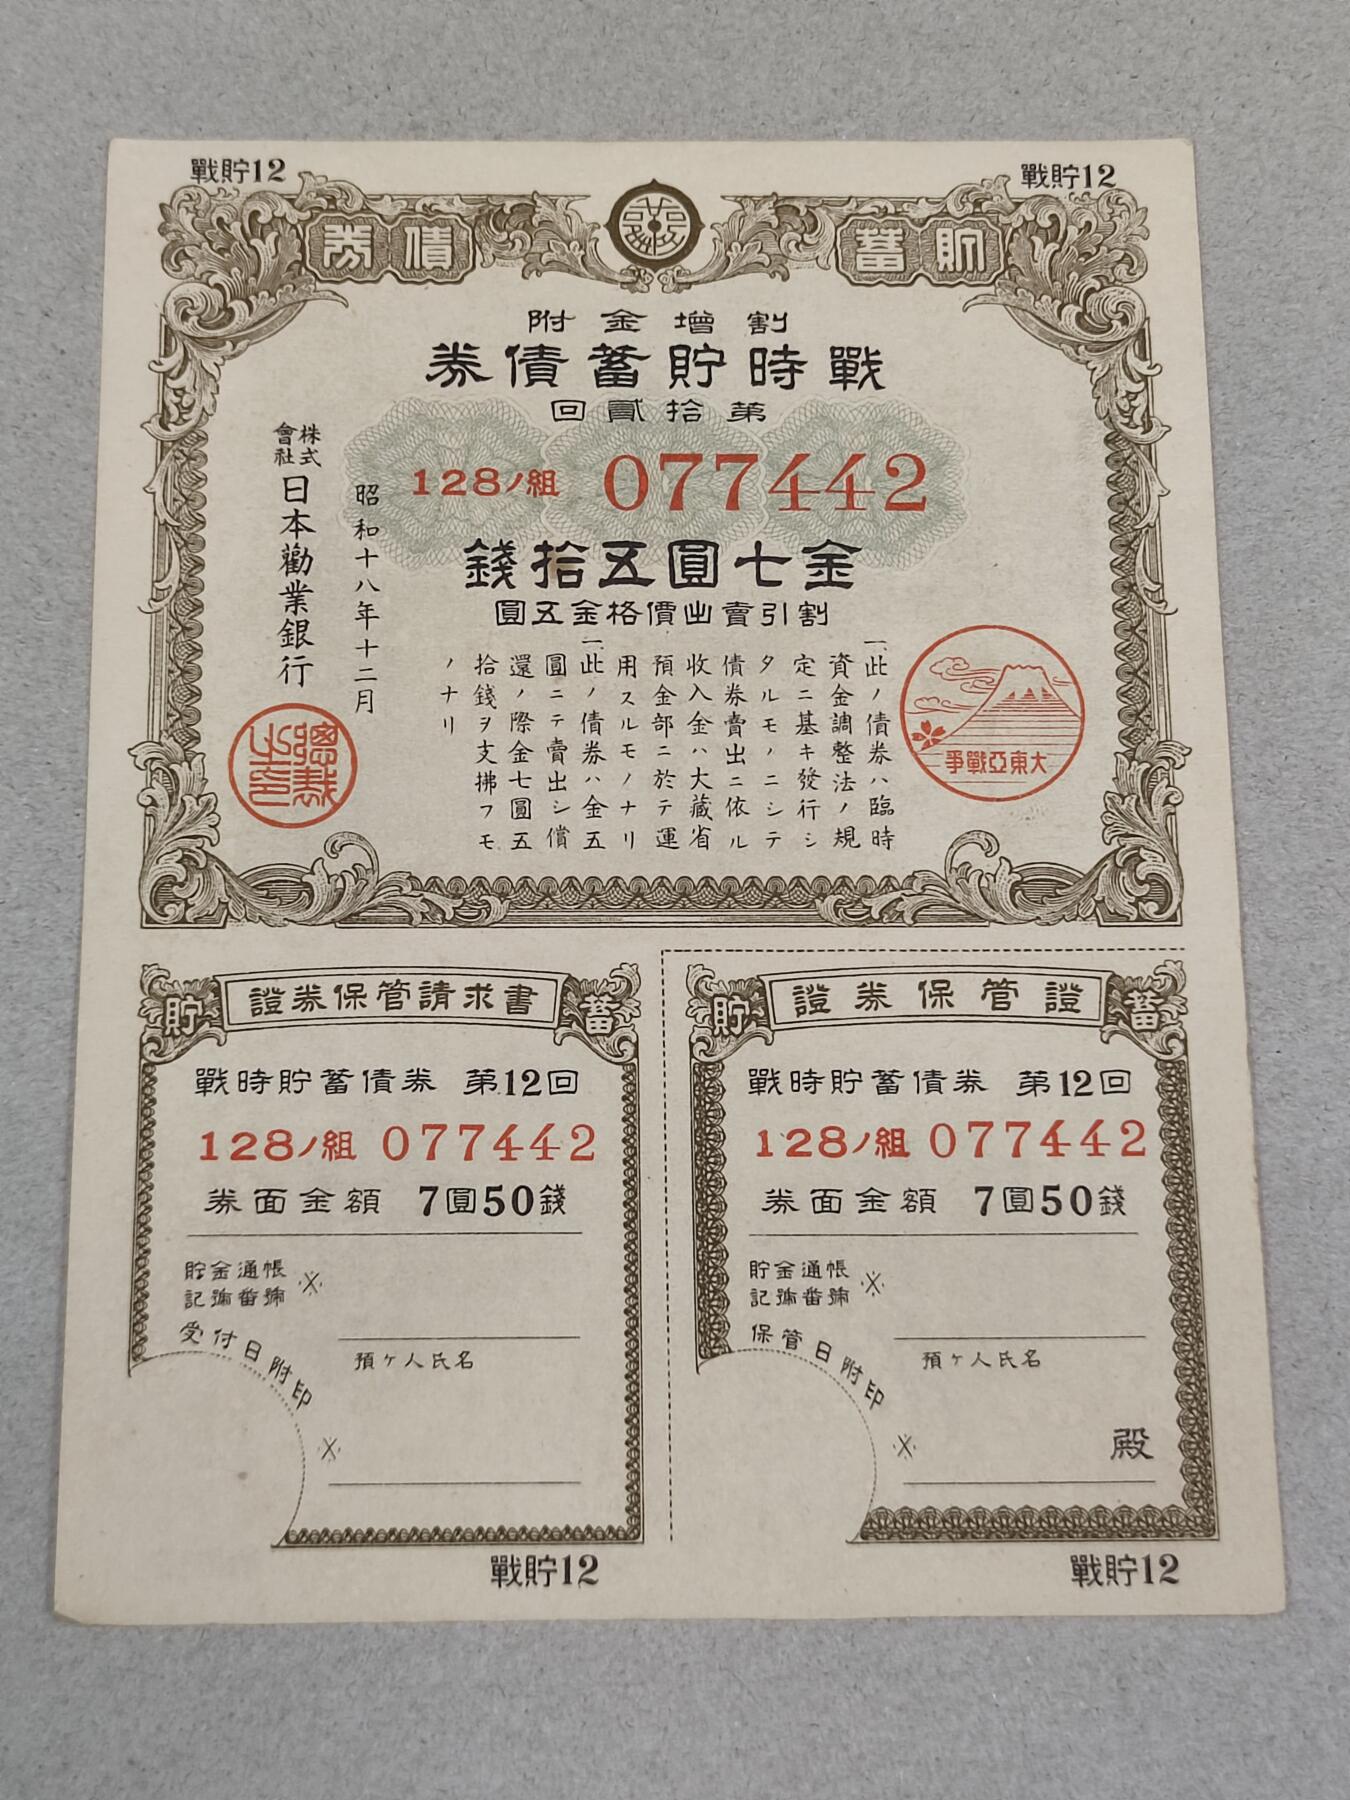 戰貯12
戰貯12
貯蓄
債券
割增金附
戰時貯蓄債券
第拾貳回
128ノ組 077442
金七圓五拾錢
割引賣出價格金五圓
一、此ノ債券ハ臨時
資金調整法ノ規
定ニ基キ發行シ
タルモノニシテ
債券賣出ニ依ル
收入金ハ大藏省
預金部ニ於テ運
用スルモノナリ
一、此ノ債券ハ金五
圓ニテ賣出シ償
還ノ際金七圓五
拾錢ヲ支拂フモ
ノナリ
昭和十八年十二月
株式會社 日本勸業銀行
總裁之印
大東亞戰爭
證券保管請求書
貯 蓄
戰時貯蓄債券 第12回
128ノ組 077442
券面金額 7圓50錢
貯金通帳
記號番號 ※
受付日附印
預ケ人氏名
※
戰貯12
證券保管證
貯 蓄
戰時貯蓄債券 第12回
128ノ組 077442
券面金額 7圓50錢
貯金通帳
記號番號 ※
保管日附印
預ケ人氏名
※
殿
戰貯12